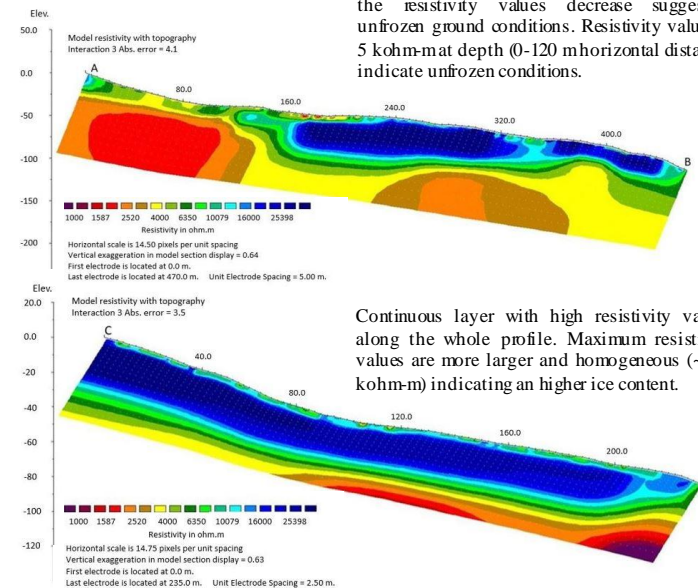 the resistivity values decrease sugges
unfrozen ground conditions. Resistivity valu
5 kohm-m at depth (0-120 m horizontal dista
indicate unfrozen conditions.
Elev.
50.0
Model resistivity with topography
Interaction 3 Abs. error = 4.1
A
0.0
80.0
160.0
-50
240.0
320.0
400.0
-100
B
-150
1000 1587 2520 4000 6350 10079 16000 25398
Resistivity in ohm.m
-200
Horizontal scale is 14.50 pixels per unit spacing
Vertical exaggeration in model section display = 0.64
First electrode is located at 0.0 m.
Last electrode is located at 470.0 m. Unit Electrode Spacing = 5.00 m.
Elev.
20.0
Model resistivity with topography
Interaction 3 Abs. error = 3.5
Continuous layer with high resistivity va
along the whole profile. Maximum resist
values are more larger and homogeneous (~
kohm-m) indicating an higher ice content.
C
0.0
40.0
-20
80.0
-40
120.0
-60
160.0
200.0
-80
-100
1000 1587 2520 4000 6350 10079 16000 25398
Resistivity in ohm.m
-120
Horizontal scale is 14.75 pixels per unit spacing
Vertical exaggeration in model section display = 0.63
First electrode is located at 0.0 m.
Last electrode is located at 235.0 m. Unit Electrode Spacing = 2.50 m.